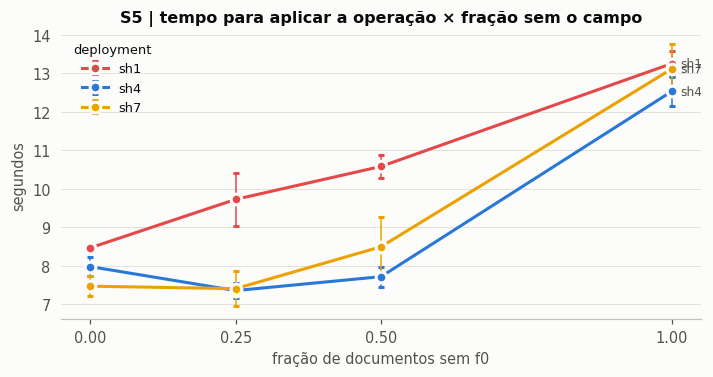 S5 | tempo para aplicar a operação × fração sem o campo
deployment
sh1
sh4
sh7
segundos
14
13
12
11
10
9
8
7
sh1
sh7
sh4
0.00
0.25
0.50
1.00
fração de documentos sem f0